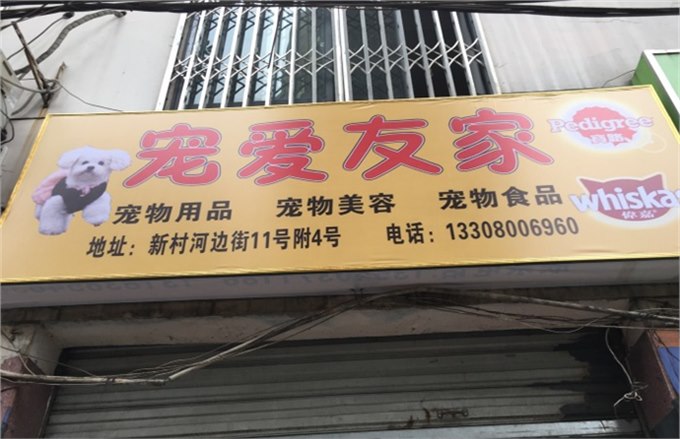 宠爱友家
Pedigree
宝路
宠物用品 宠物美容 宠物食品
whiska
伟嘉
地址：新村河边街11号附4号 电话：13308006960